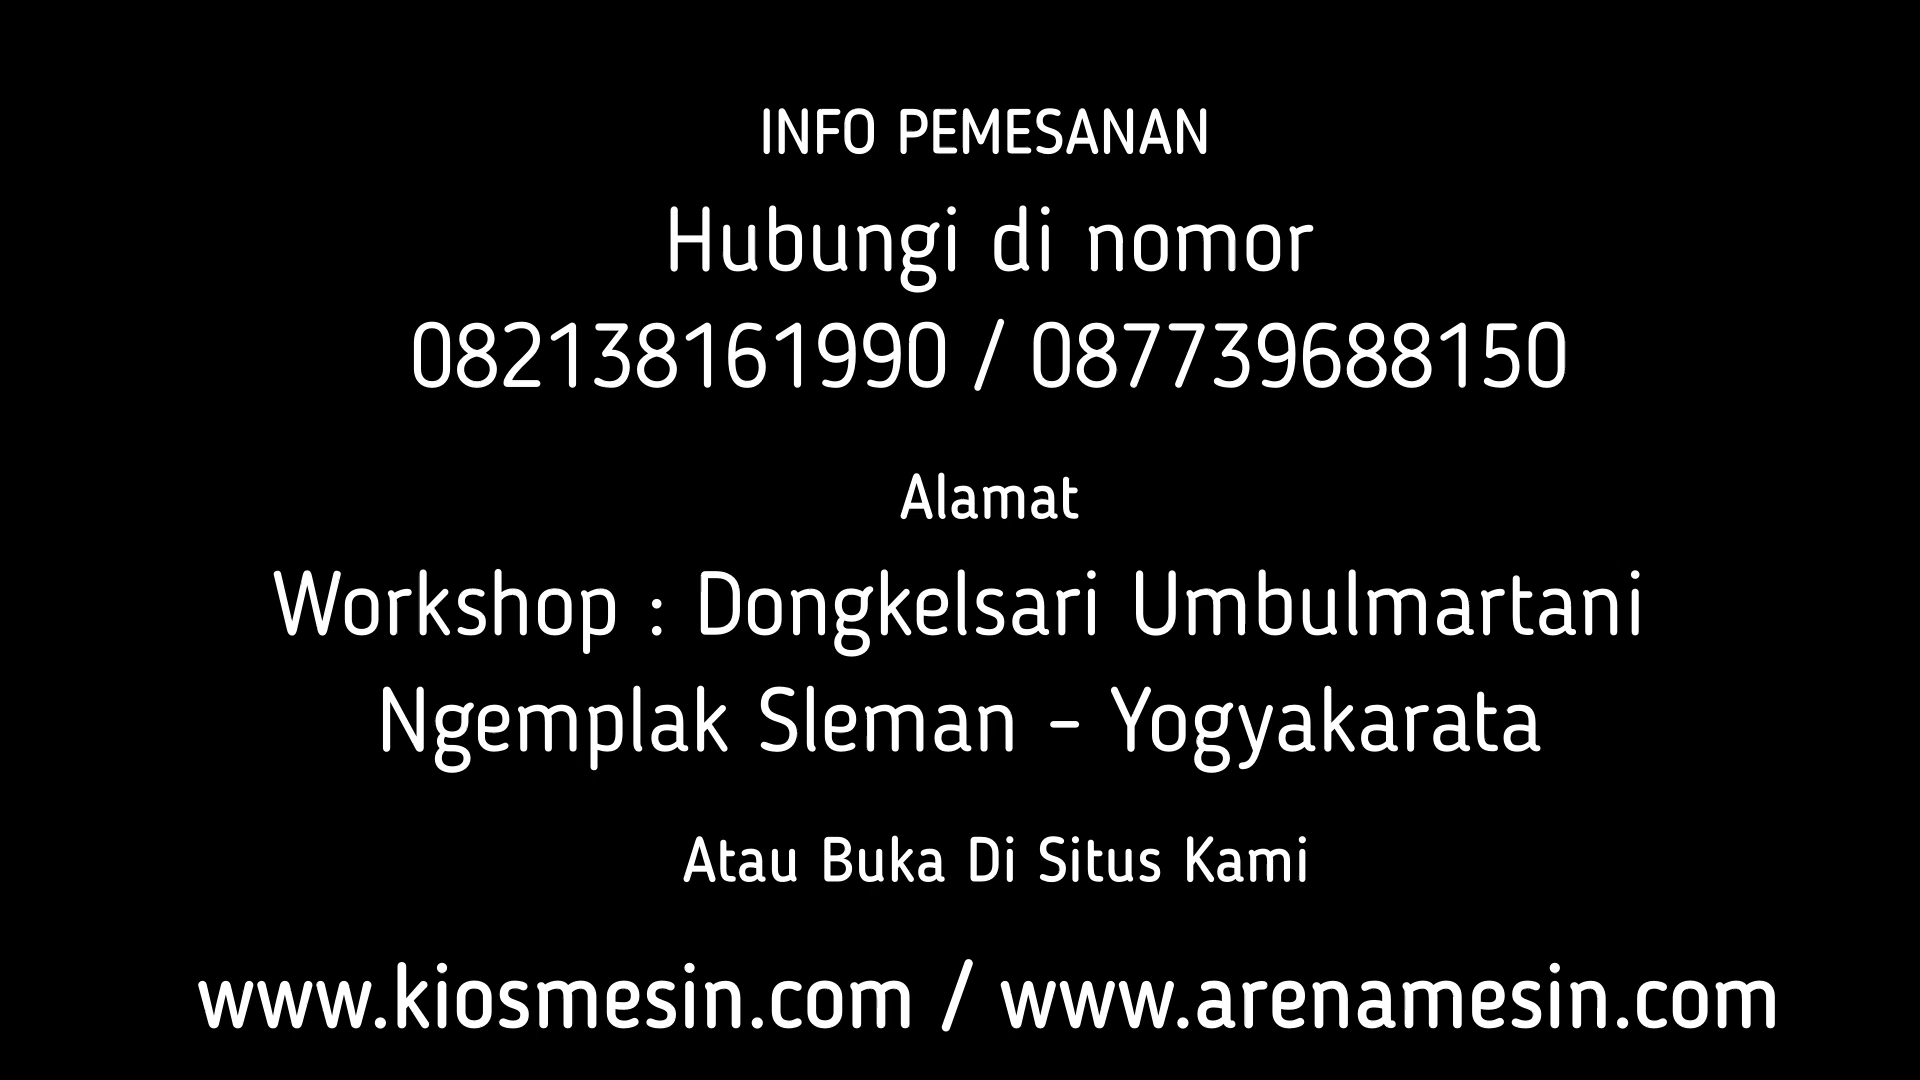 INFO PEMESANAN
Hubungi di nomor
082138161990 / 087739688150
Alamat
Workshop : Dongkelsari Umbulmartani
Ngemplak Sleman - Yogyakarata
Atau Buka Di Situs Kami
www.kiosmesin.com / www.arenamesin.com